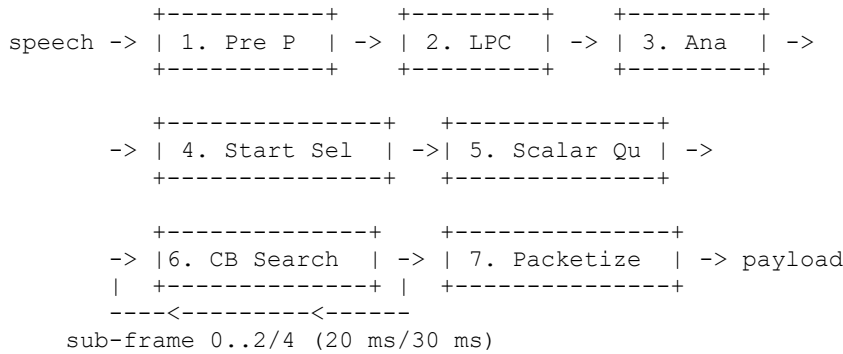 +-----------+    +---------+    +---------+
 speech -> | 1. Pre P  | -> | 2. LPC  | -> | 3. Ana  | ->
           +-----------+    +---------+    +---------+

           +---------------+   +--------------+
        -> | 4. Start Sel  | ->| 5. Scalar Qu | ->
           +---------------+   +--------------+

           +--------------+    +---------------+
        -> |6. CB Search  | -> | 7. Packetize  | -> payload
        |  +--------------+ |  +---------------+
        ----<---------<------
     sub-frame 0..2/4 (20 ms/30 ms)